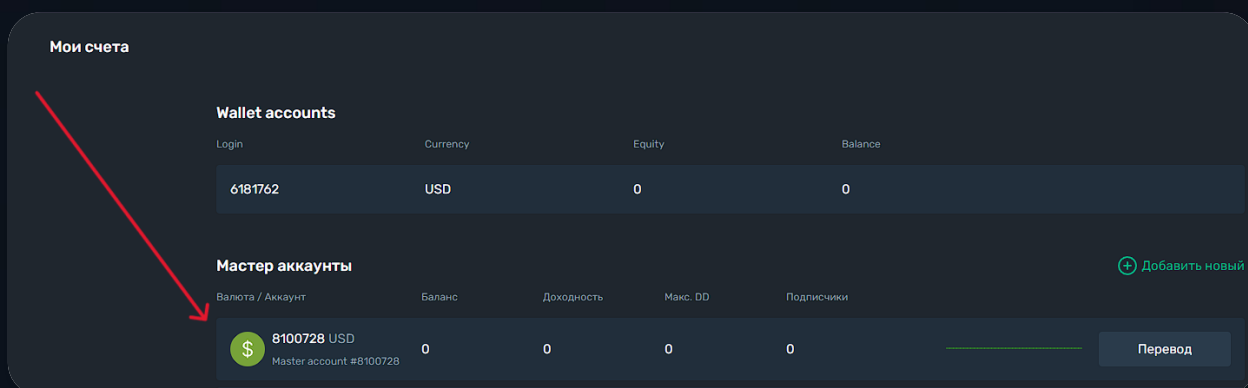 Мои счета
Wallet accounts
Login Currency Equity Balance
6181762 USD 0 0
Мастер аккаунты Добавить новый
Валюта / Аккаунт Баланс Доходность Макс. DD Подписчики
$ 8100728 USD 0 0 0 0 Перевод
Master account #8100728